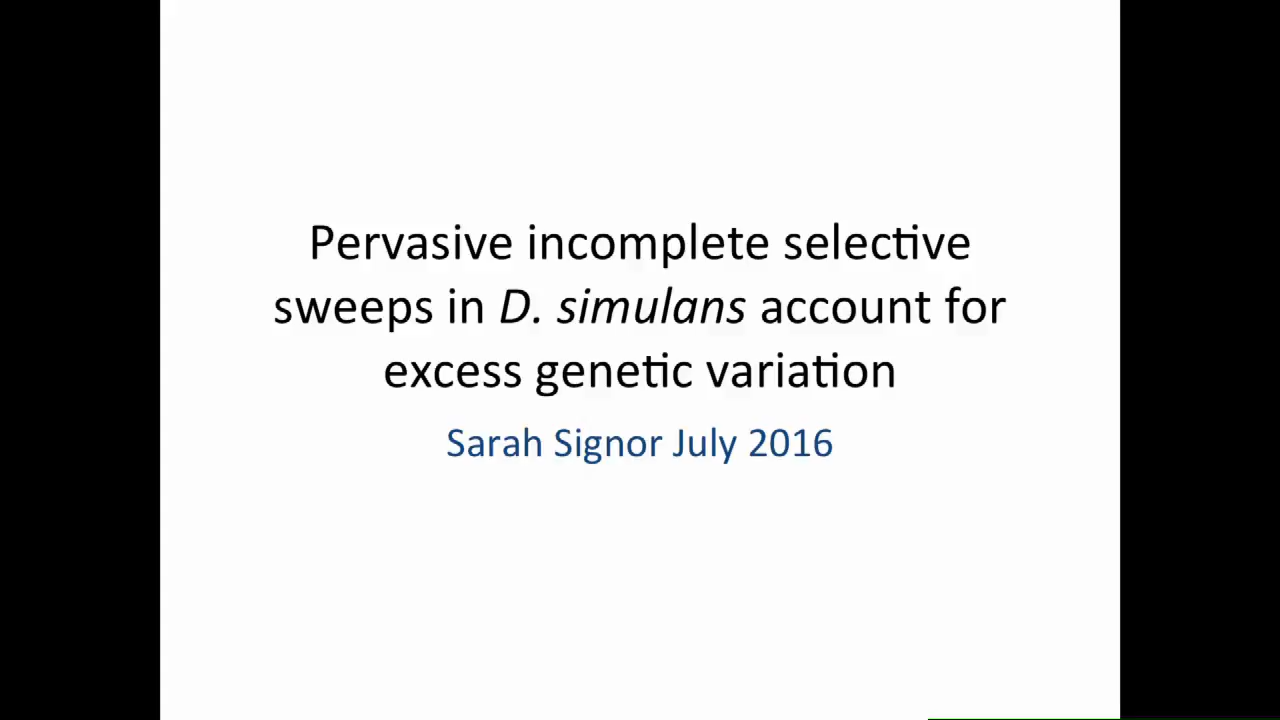 Pervasive incomplete selective
sweeps in D. simulans account for
excess genetic variation
Sarah Signor July 2016